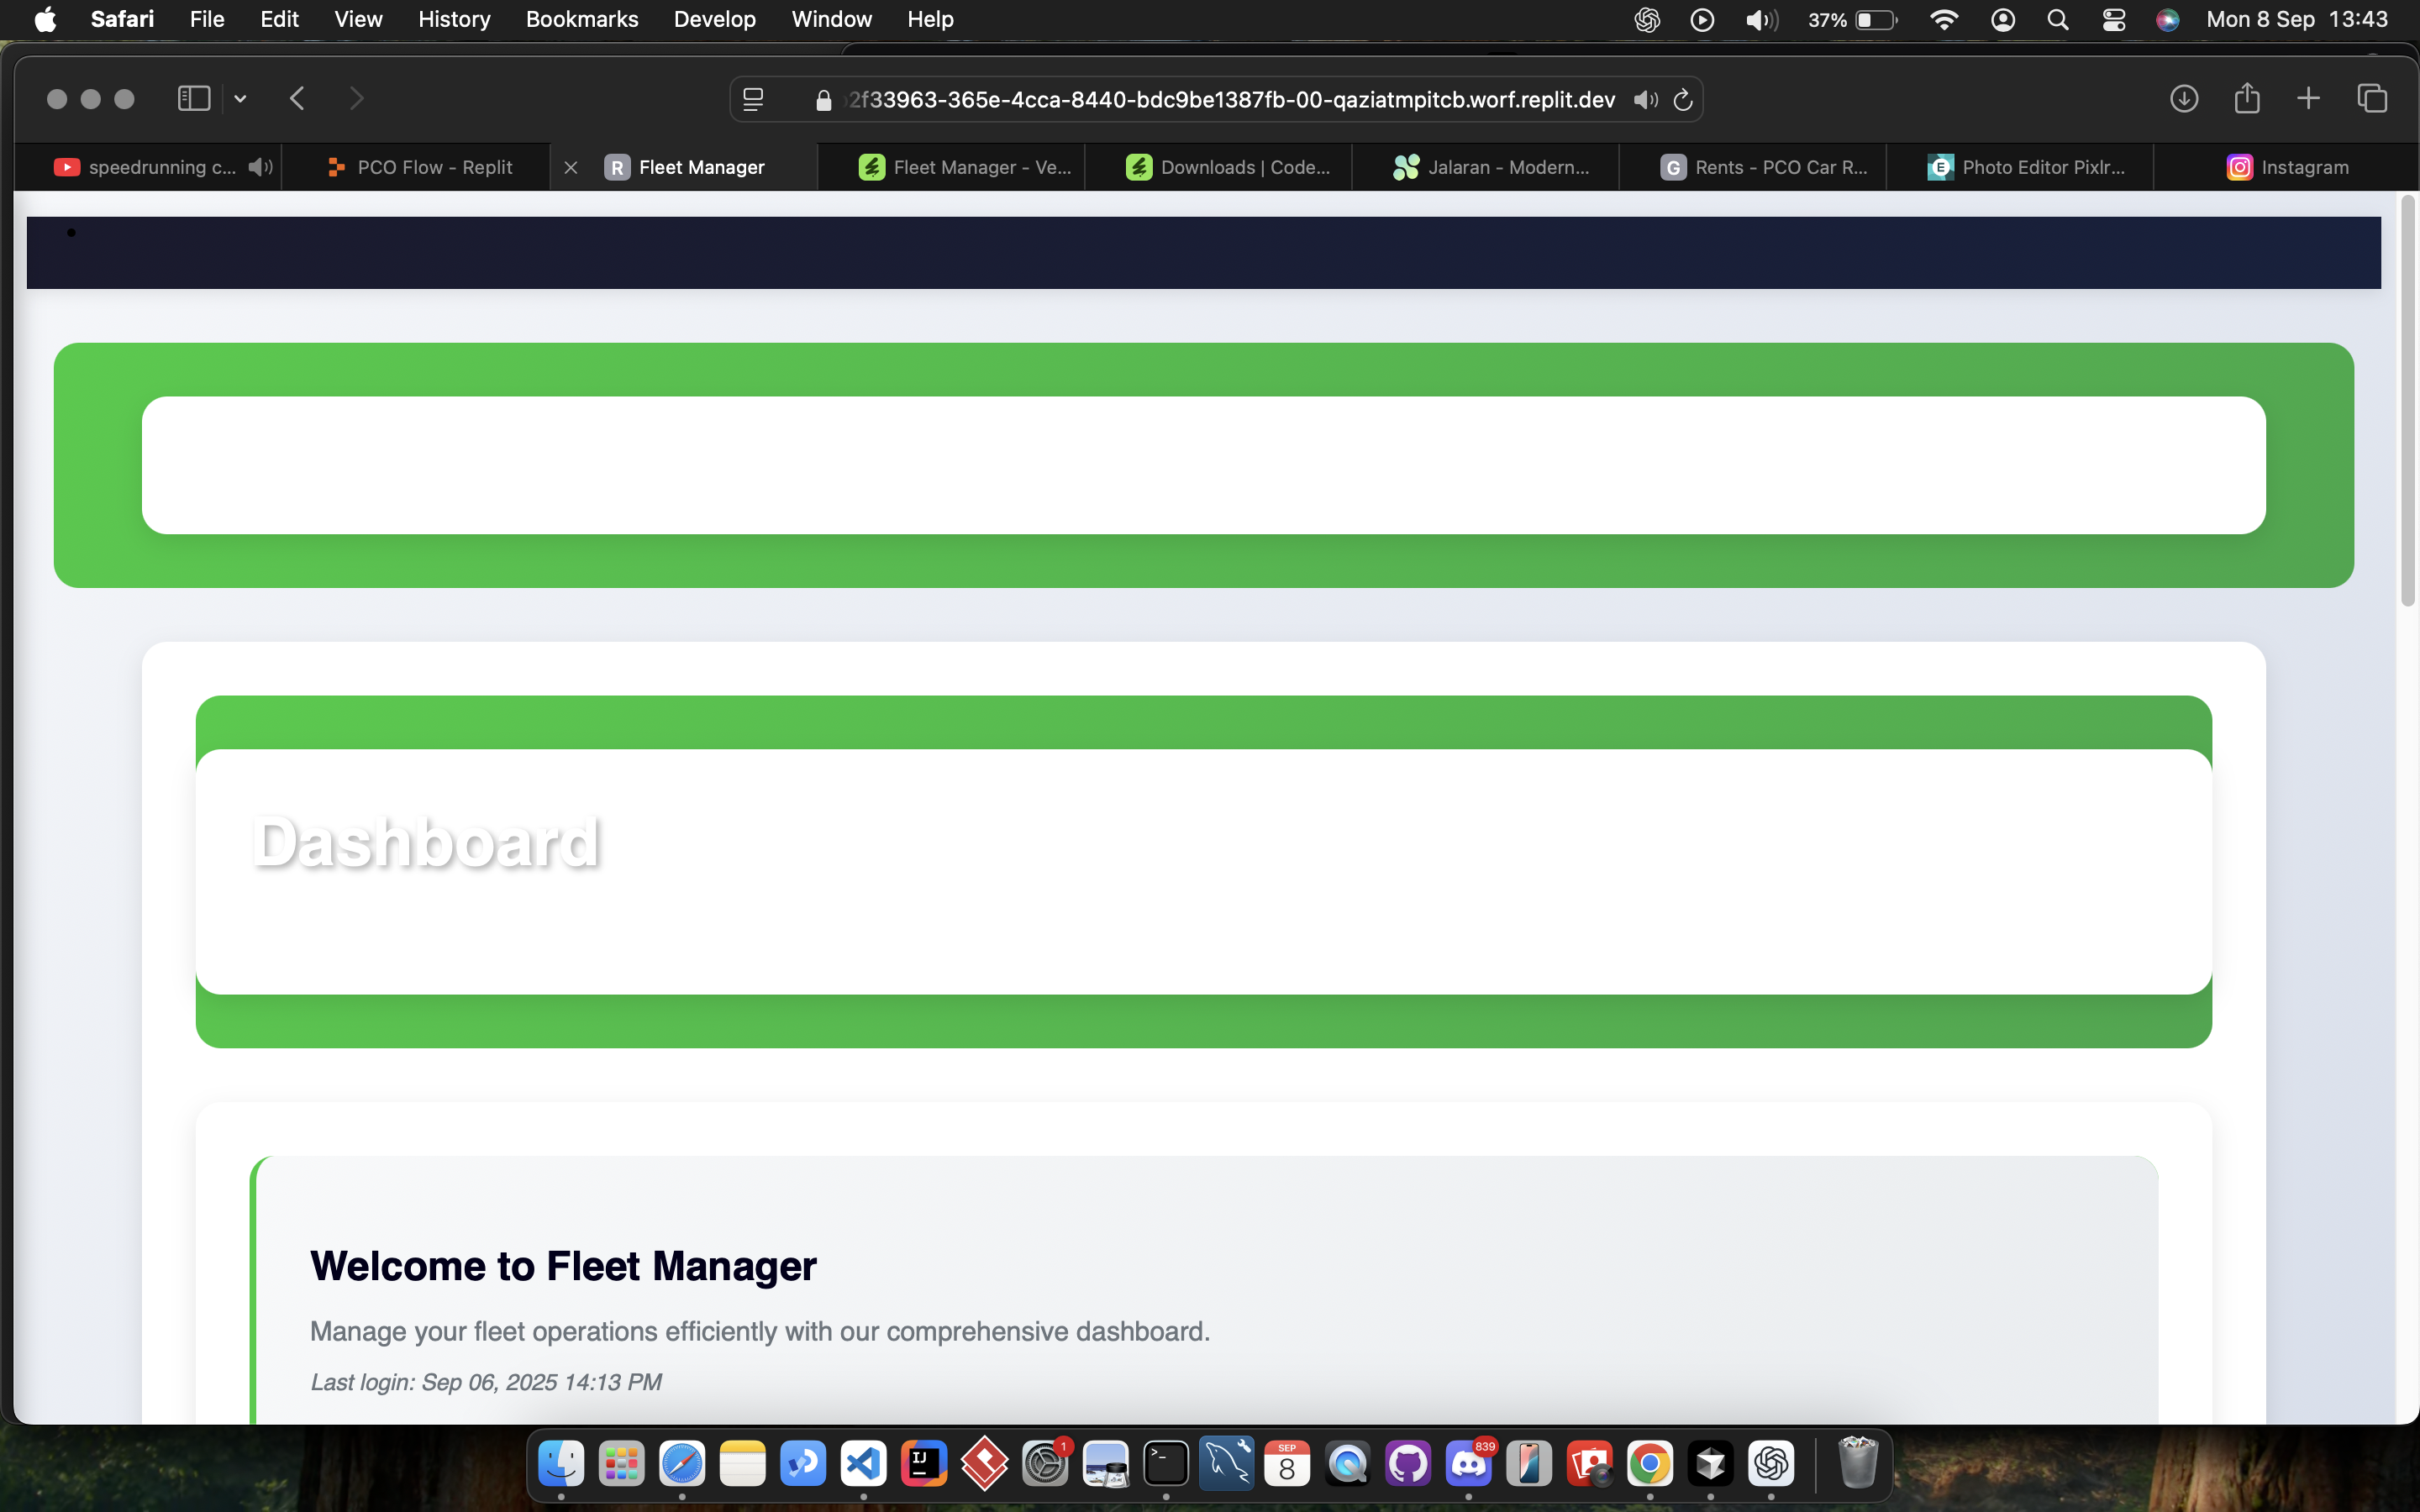 Safari File Edit View History Bookmarks Develop Window Help 37% Mon 8 Sep 13:43
2f33963-365e-4cca-8440-bdc9be1387fb-00-qaziatmpitcb.worf.replit.dev
speedrunning c... PCO Flow - Replit R Fleet Manager Fleet Manager - Ve... Downloads | Code... Jalaran - Modern... G Rents - PCO Car R... E Photo Editor Pixlr... Instagram
Dashboard
Welcome to Fleet Manager
Manage your fleet operations efficiently with our comprehensive dashboard.
Last login: Sep 06, 2025 14:13 PM
IJ 1 >_ SEP 8 839